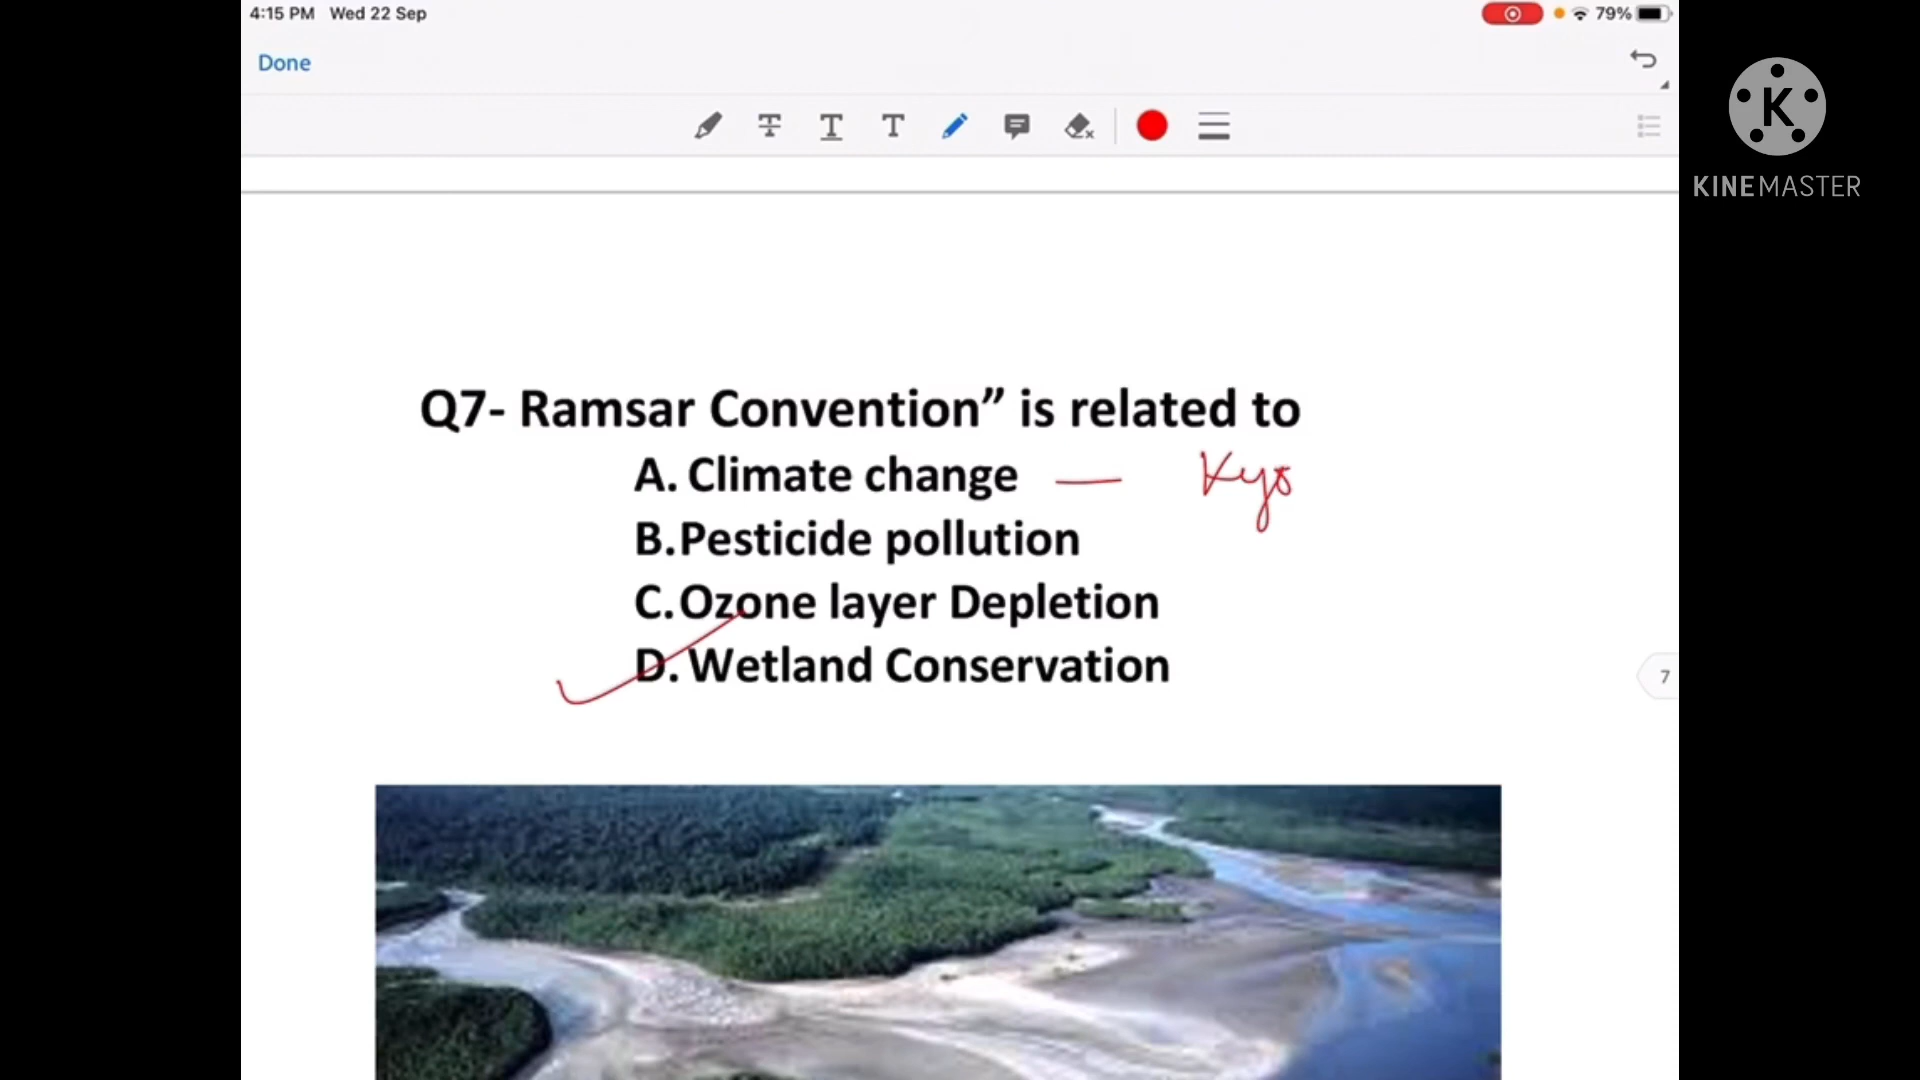 4:15 PM Wed 22 Sep 79%
Done
KINEMASTER
Q7- Ramsar Convention” is related to
A. Climate change — Kyo
B.Pesticide pollution
C.Ozone layer Depletion
D. Wetland Conservation
7